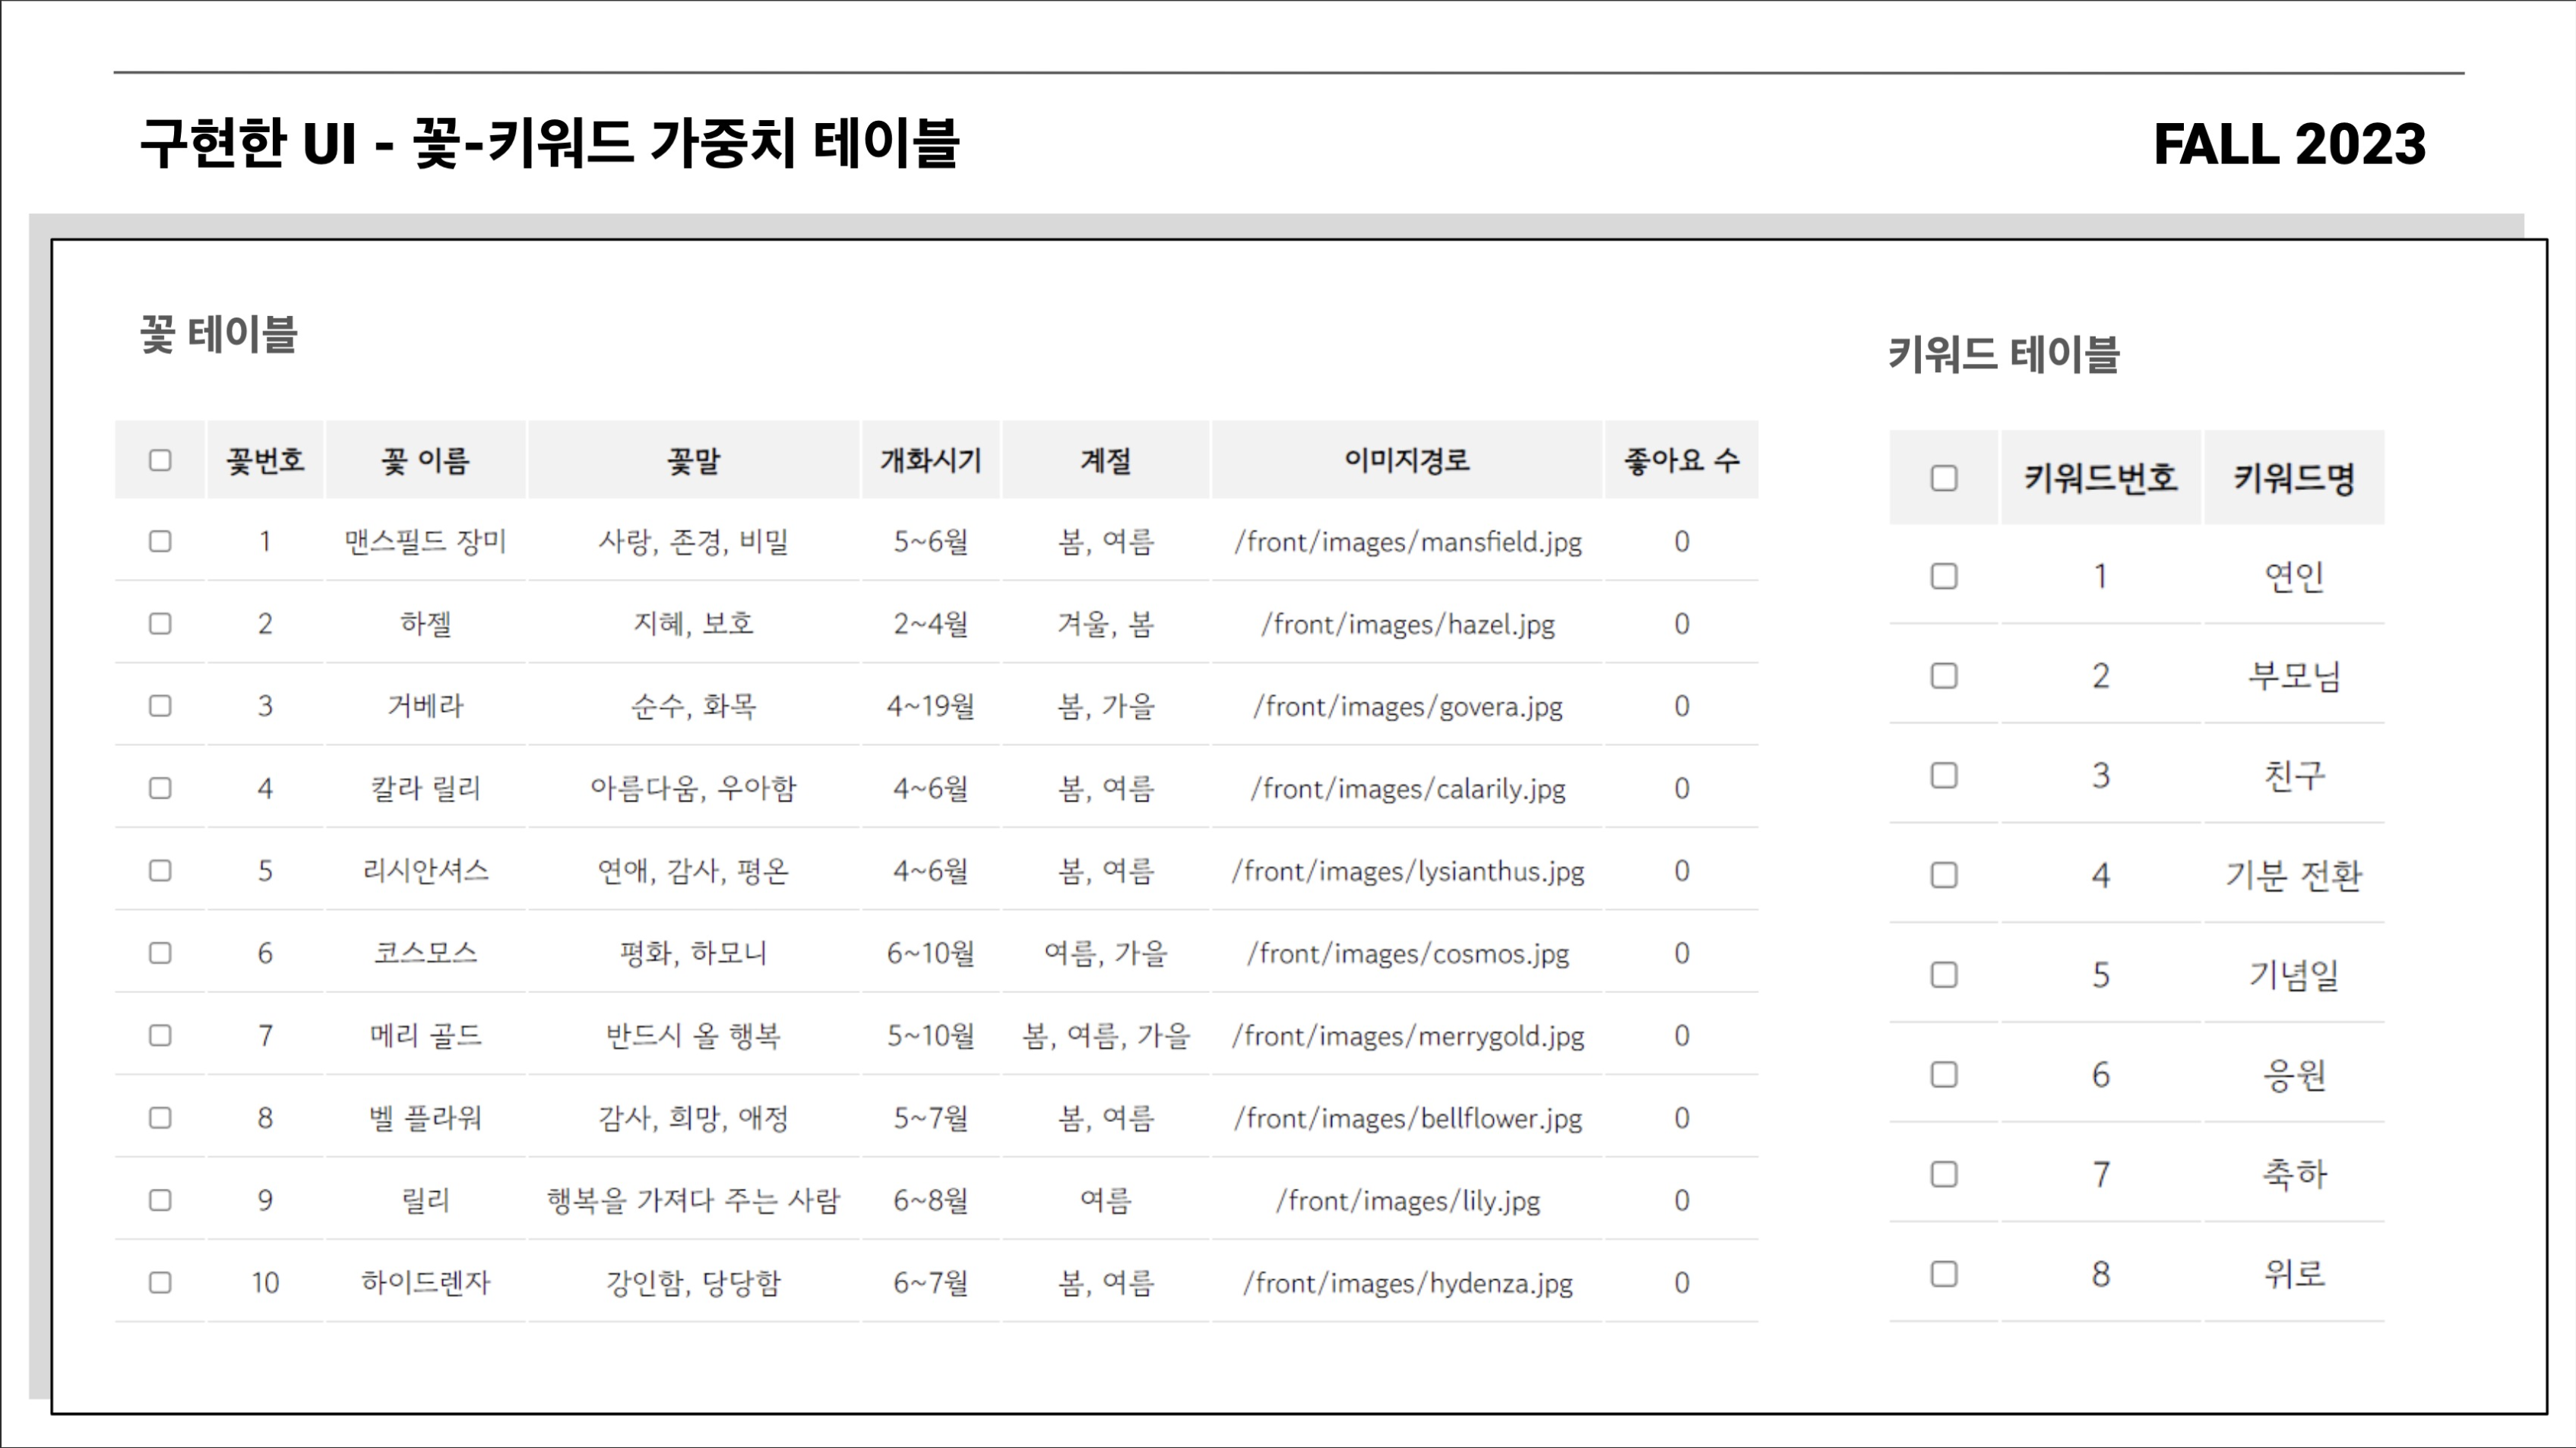 구현한 UI - 꽃-키워드 가중치 테이블
FALL 2023
꽃 테이블
꽃번호 꽃 이름 꽃말 개화시기 계절 이미지경로 좋아요 수
1 맨스필드 장미 사랑, 존경, 비밀 5~6월 봄, 여름 /front/images/mansfield.jpg 0
2 하젤 지혜, 보호 2~4월 겨울, 봄 /front/images/hazel.jpg 0
3 거베라 순수, 화목 4~19월 봄, 가을 /front/images/govera.jpg 0
4 칼라 릴리 아름다움, 우아함 4~6월 봄, 여름 /front/images/calarily.jpg 0
5 리시안셔스 연애, 감사, 평온 4~6월 봄, 여름 /front/images/lysianthus.jpg 0
6 코스모스 평화, 하모니 6~10월 여름, 가을 /front/images/cosmos.jpg 0
7 메리 골드 반드시 올 행복 5~10월 봄, 여름, 가을 /front/images/merrygold.jpg 0
8 벨 플라워 감사, 희망, 애정 5~7월 봄, 여름 /front/images/bellflower.jpg 0
9 릴리 행복을 가져다 주는 사람 6~8월 여름 /front/images/lily.jpg 0
10 하이드렌자 강인함, 당당함 6~7월 봄, 여름 /front/images/hydenza.jpg 0
키워드 테이블
키워드번호 키워드명
1 연인
2 부모님
3 친구
4 기분 전환
5 기념일
6 응원
7 축하
8 위로